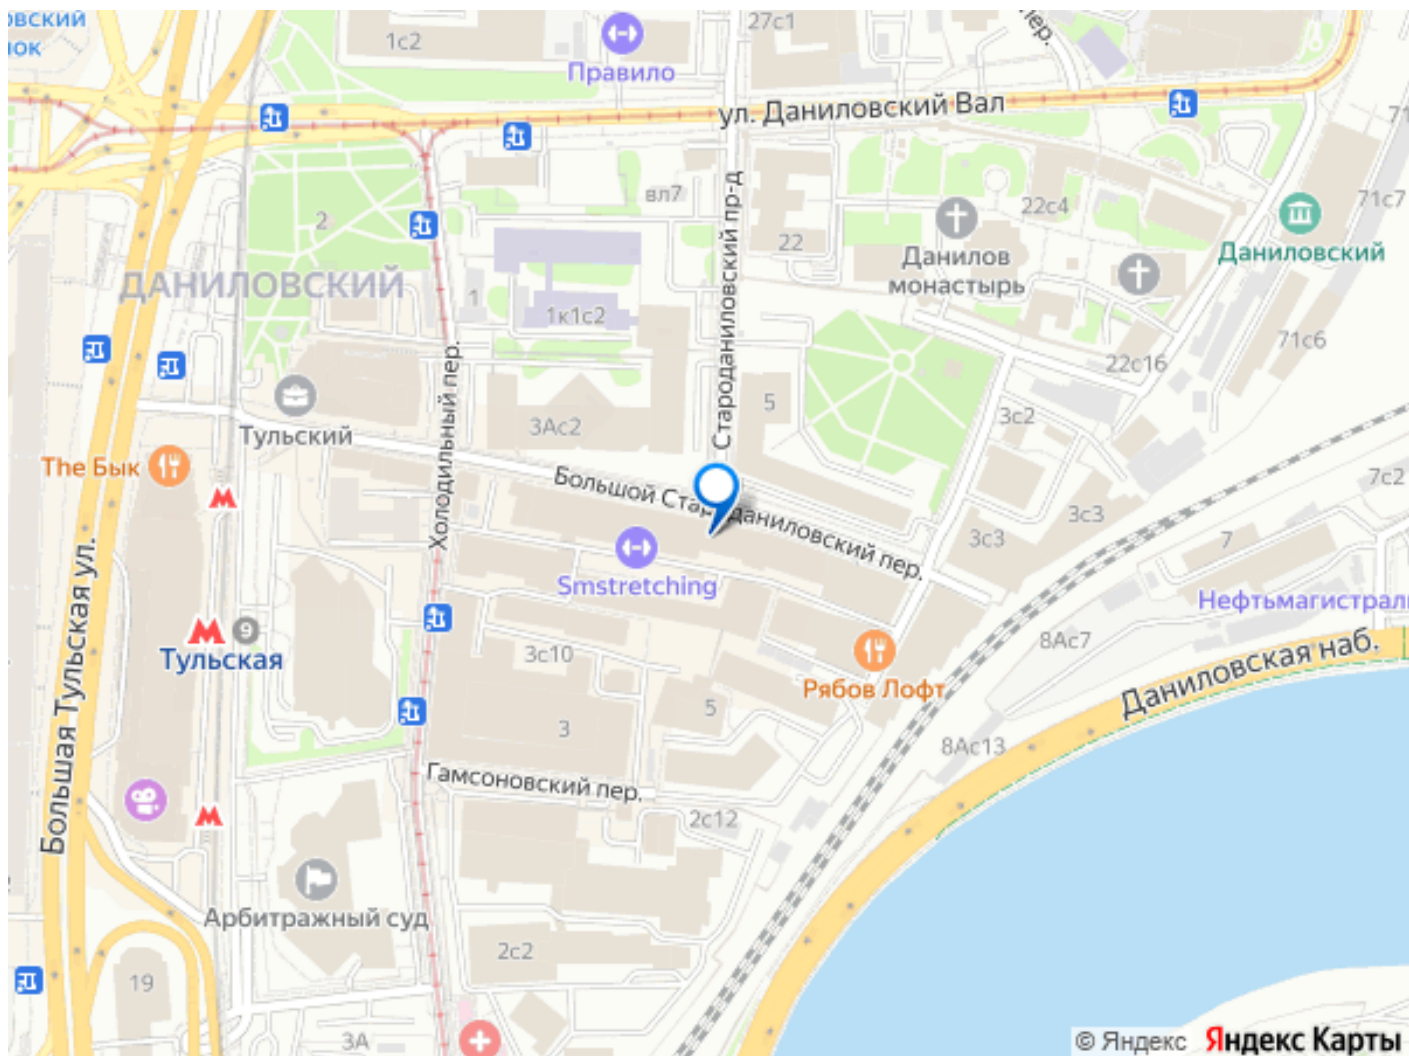 вский
ок
1с2
Правило
27с1
пер.
ул. Даниловский Вал
71
вл7
Староданиловский пр-д
22с4
71с7
2
22
Данилов
монастырь
Даниловский
ДАНИЛОВСКИЙ
1
1к1с2
71с6
22с16
Холодильный пер.
Тульский
3Ас2
5
3с2
The Бык
Большой Староданиловский пер.
7с2
3с3
3с3
7
Smstretching
Нефтьмагистраль
Большая Тульская ул.
9
Тульская
3с10
8Ас7
Рябов Лофт
Даниловская наб.
5
3
8Ас13
Гамсоновский пер.
2с12
Арбитражный суд
2с2
19
3А
© Яндекс Яндекс Карты